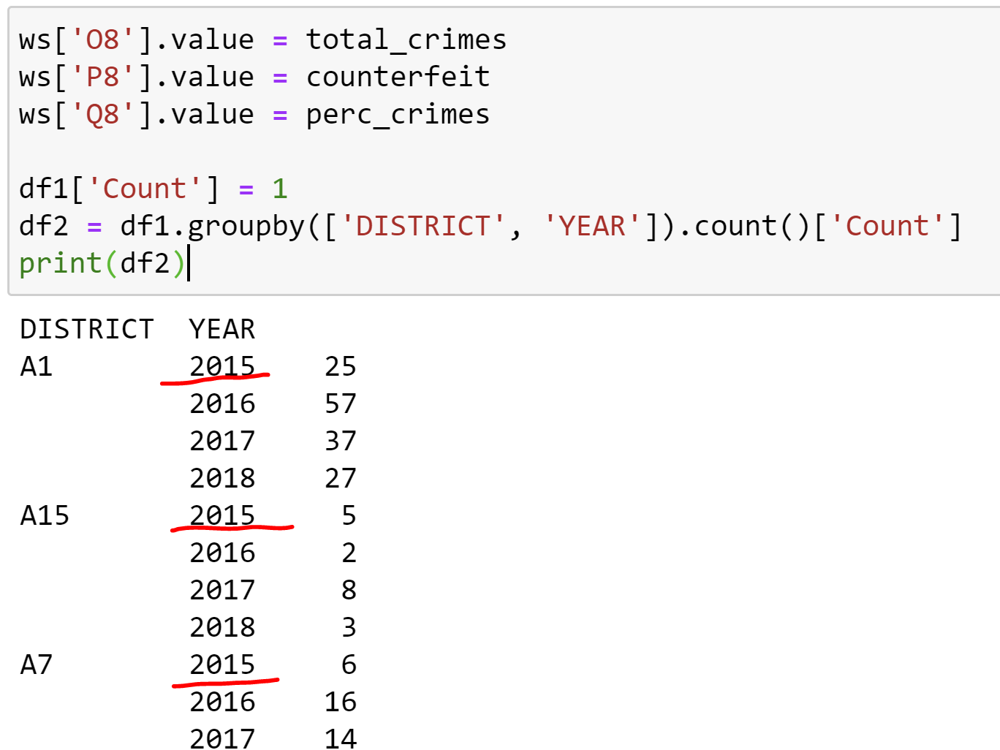 ws['O8'].value = total_crimes
ws['P8'].value = counterfeit
ws['Q8'].value = perc_crimes
df1['Count'] = 1
df2 = df1.groupby(['DISTRICT', 'YEAR']).count()['Count']
print(df2)
DISTRICT YEAR
A1 2015 25
2016 57
2017 37
2018 27
A15 2015 5
2016 2
2017 8
2018 3
A7 2015 6
2016 16
2017 14